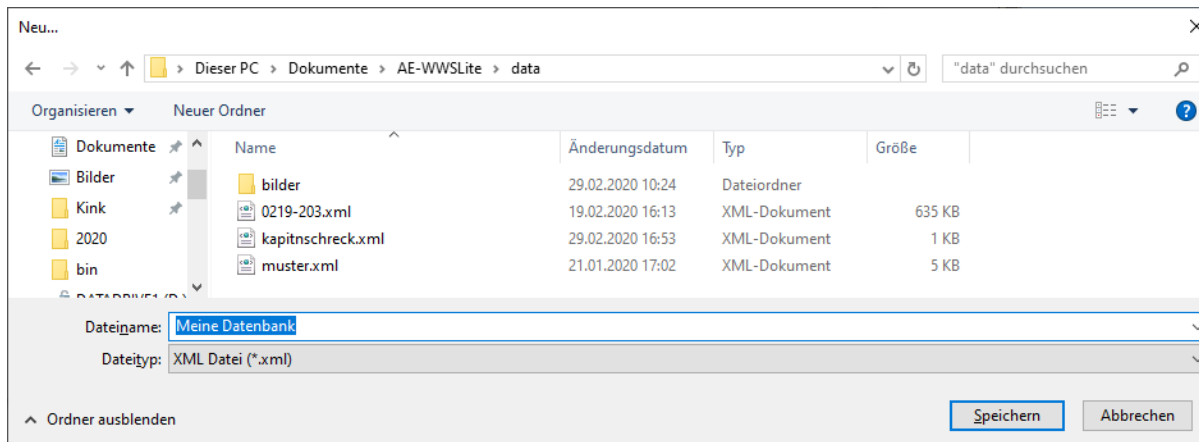 Neu...
Dieser PC > Dokumente > AE-WWSLite > data
"data" durchsuchen
Organisieren
Neuer Ordner
Dokumente
Bilder
Kink
2020
bin
Name Änderungsdatum Typ Größe
bilder 29.02.2020 10:24 Dateiordner
0219-203.xml 19.02.2020 16:13 XML-Dokument 635 KB
kapitnschreck.xml 29.02.2020 16:53 XML-Dokument 1 KB
muster.xml 21.01.2020 17:02 XML-Dokument 5 KB
Dateiname: Meine Datenbank
Dateityp: XML Datei (*.xml)
Ordner ausblenden
Speichern
Abbrechen